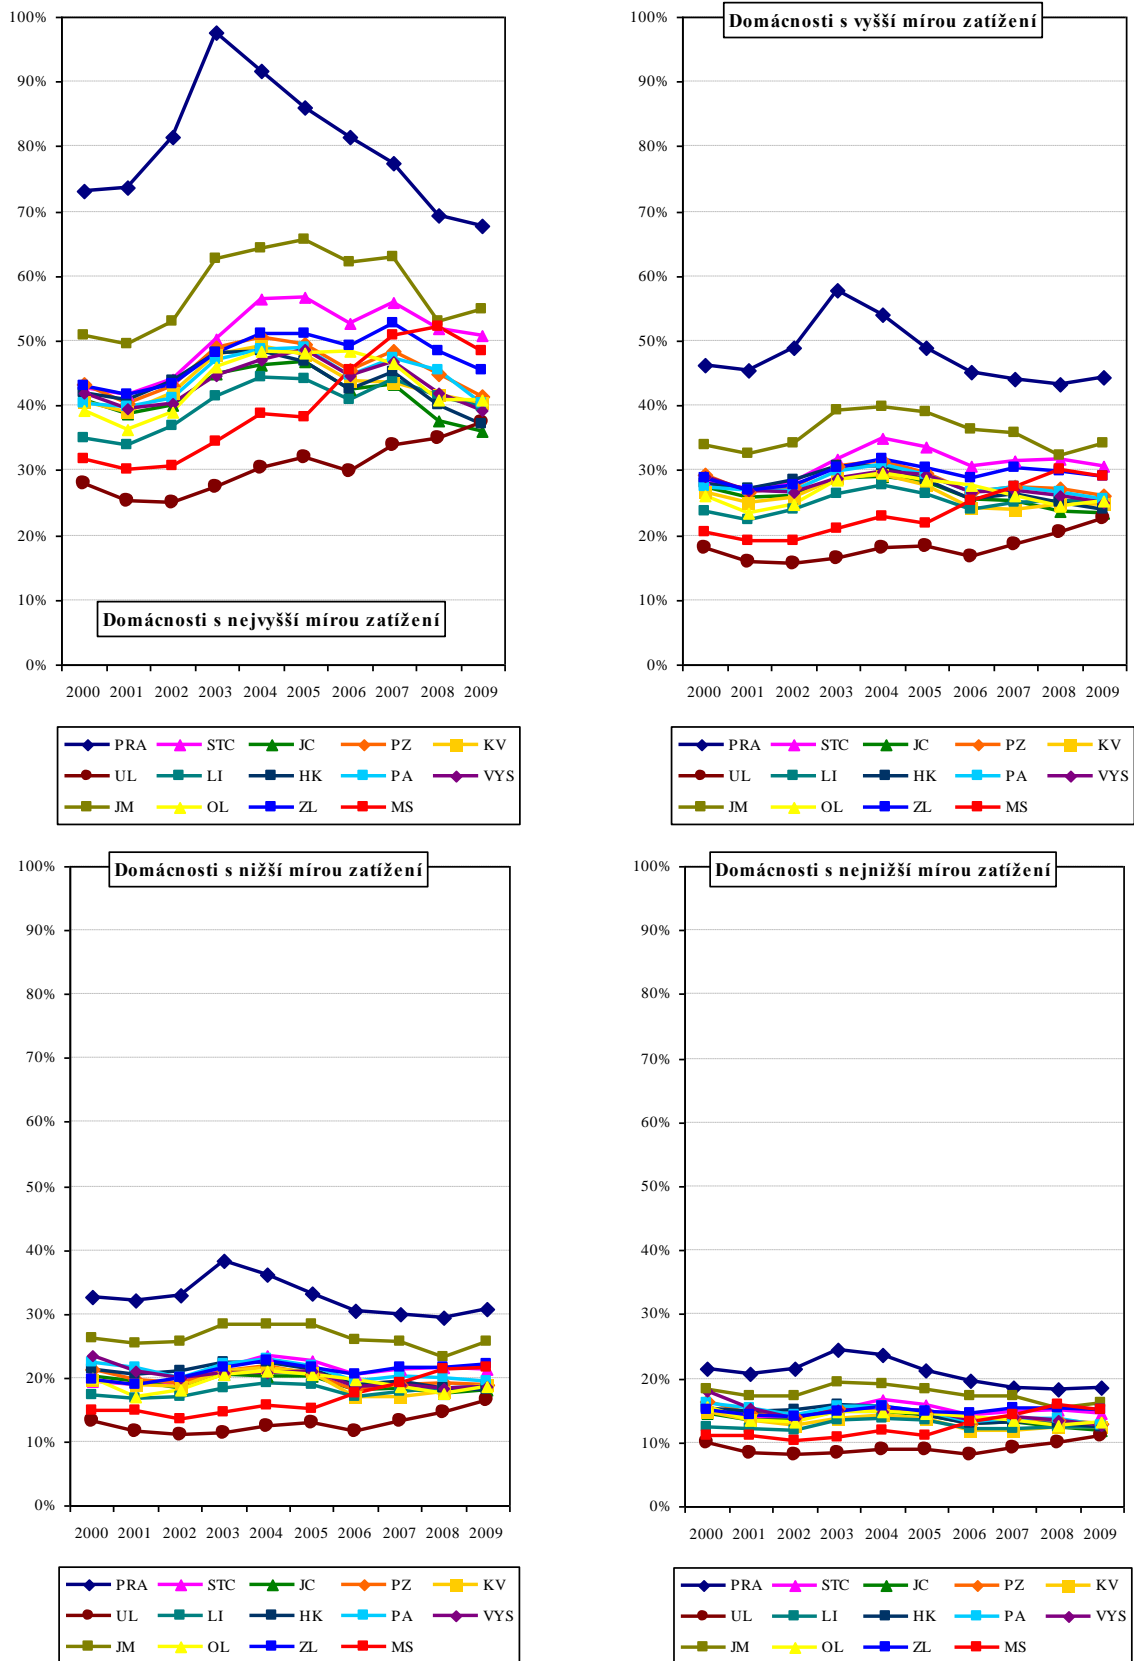 100%
90%
80%
70%
60%
50%
40%
30%
20%
10%
0%
Domácnosti s nejvyšší mírou zatížení
2000 2001 2002 2003 2004 2005 2006 2007 2008 2009
PRA STC JC PZ KV
UL LI HK PA VYS
JM OL ZL MS
Domácnosti s vyšší mírou zatížení
100%
90%
80%
70%
60%
50%
40%
30%
20%
10%
0%
2000 2001 2002 2003 2004 2005 2006 2007 2008 2009
PRA STC JC PZ KV
UL LI HK PA VYS
JM OL ZL MS
Domácnosti s nižší mírou zatížení
100%
90%
80%
70%
60%
50%
40%
30%
20%
10%
0%
2000 2001 2002 2003 2004 2005 2006 2007 2008 2009
PRA STC JC PZ KV
UL LI HK PA VYS
JM OL ZL MS
Domácnosti s nejnižší mírou zatížení
100%
90%
80%
70%
60%
50%
40%
30%
20%
10%
0%
2000 2001 2002 2003 2004 2005 2006 2007 2008 2009
PRA STC JC PZ KV
UL LI HK PA VYS
JM OL ZL MS